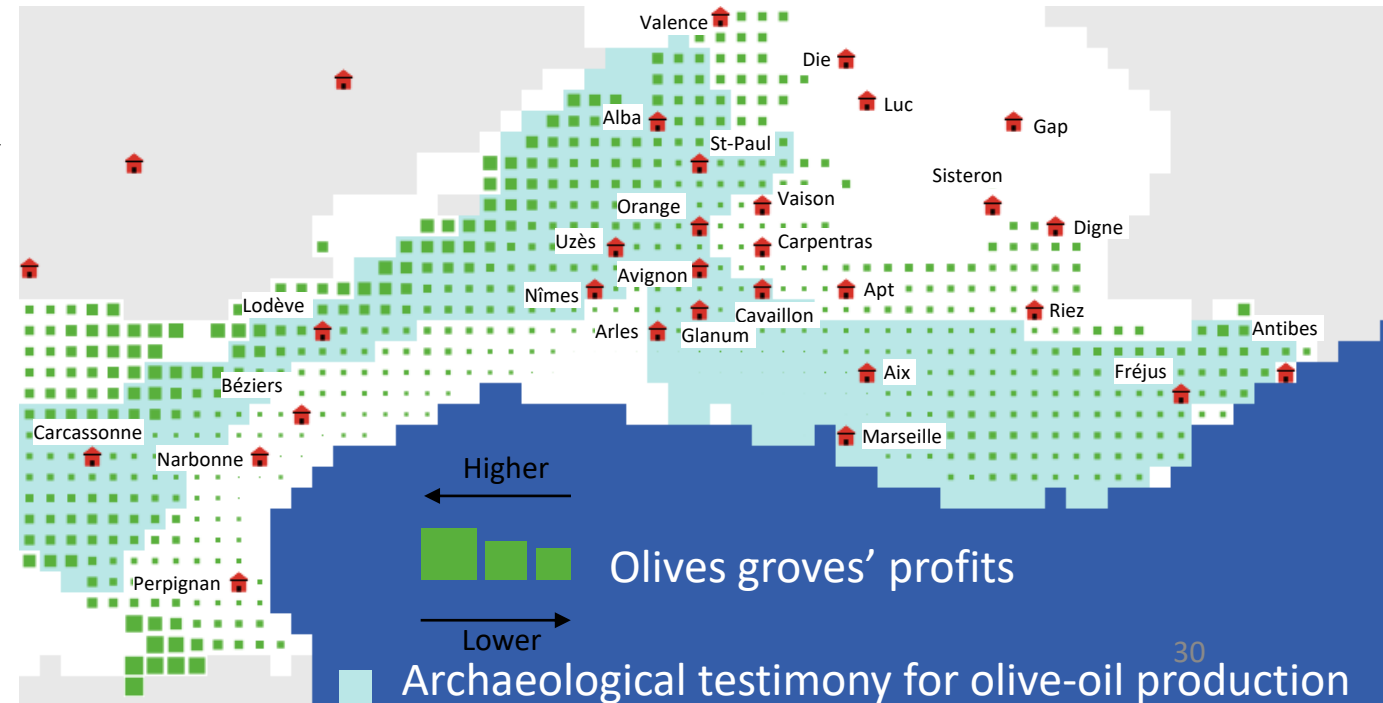 Valence
Die
Luc
Alba
Gap
St-Paul
Sisteron
Vaison
Orange
Digne
Uzès
Carpentras
Avignon
Nîmes
Apt
Lodève
Cavaillon
Riez
Arles
Glanum
Antibes
Aix
Fréjus
Béziers
Carcassonne
Marseille
Narbonne
Higher
Olives groves’ profits
Perpignan
Lower
30
Archaeological testimony for olive-oil production